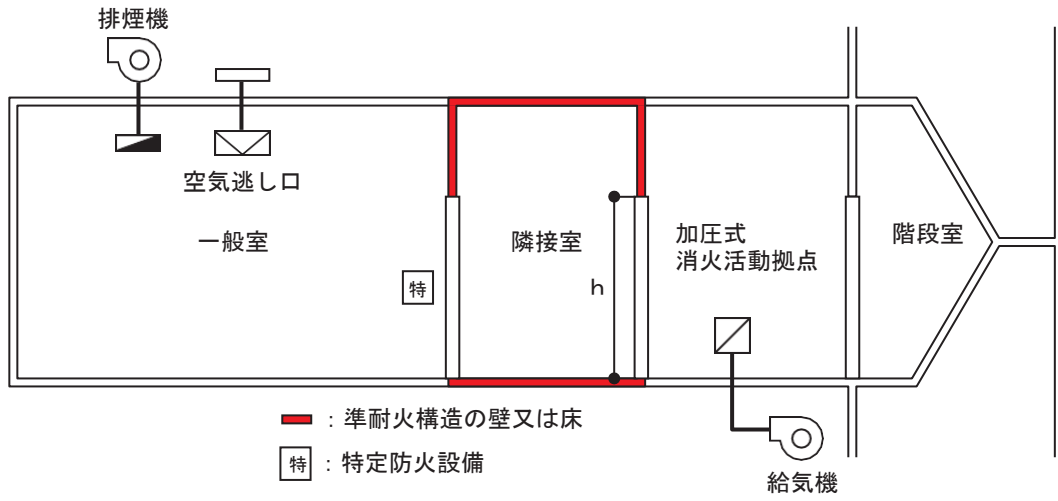 排煙機
空気逃し口
一般室
隣接室
加圧式
消火活動拠点
階段室
特
h
：準耐火構造の壁又は床
特：特定防火設備
給気機